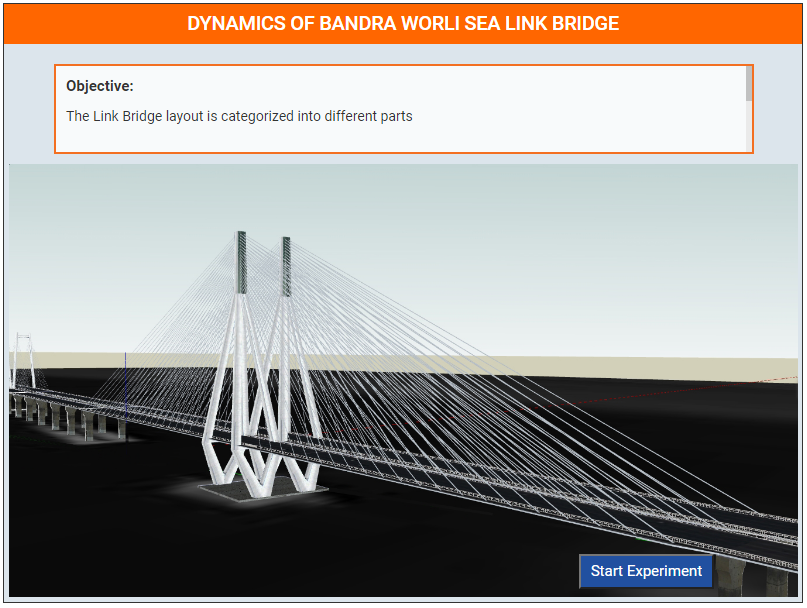 DYNAMICS OF BANDRA WORLI SEA LINK BRIDGE
Objective:
The Link Bridge layout is categorized into different parts
Start Experiment